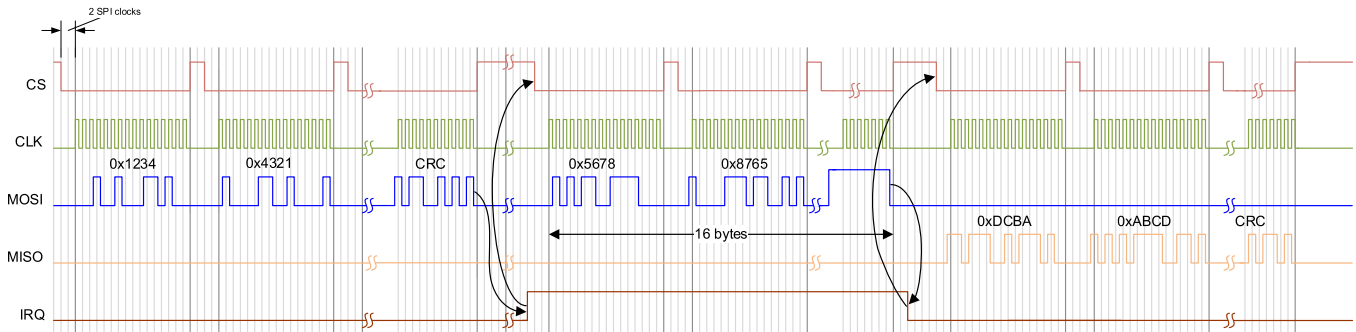 2 SPI clocks
CS
CLK
0x1234 0x4321 CRC 0x5678 0x8765
MOSI
0xDCBA 0xABCD CRC
16 bytes
MISO
IRQ